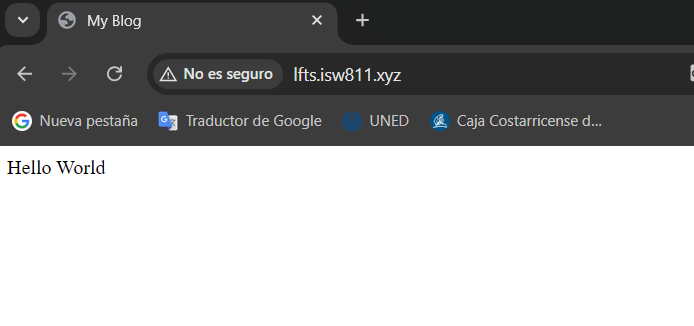 My Blog
No es seguro lfts.isw811.xyz
Nueva pestaña Traductor de Google UNED Caja Costarricense d...
Hello World